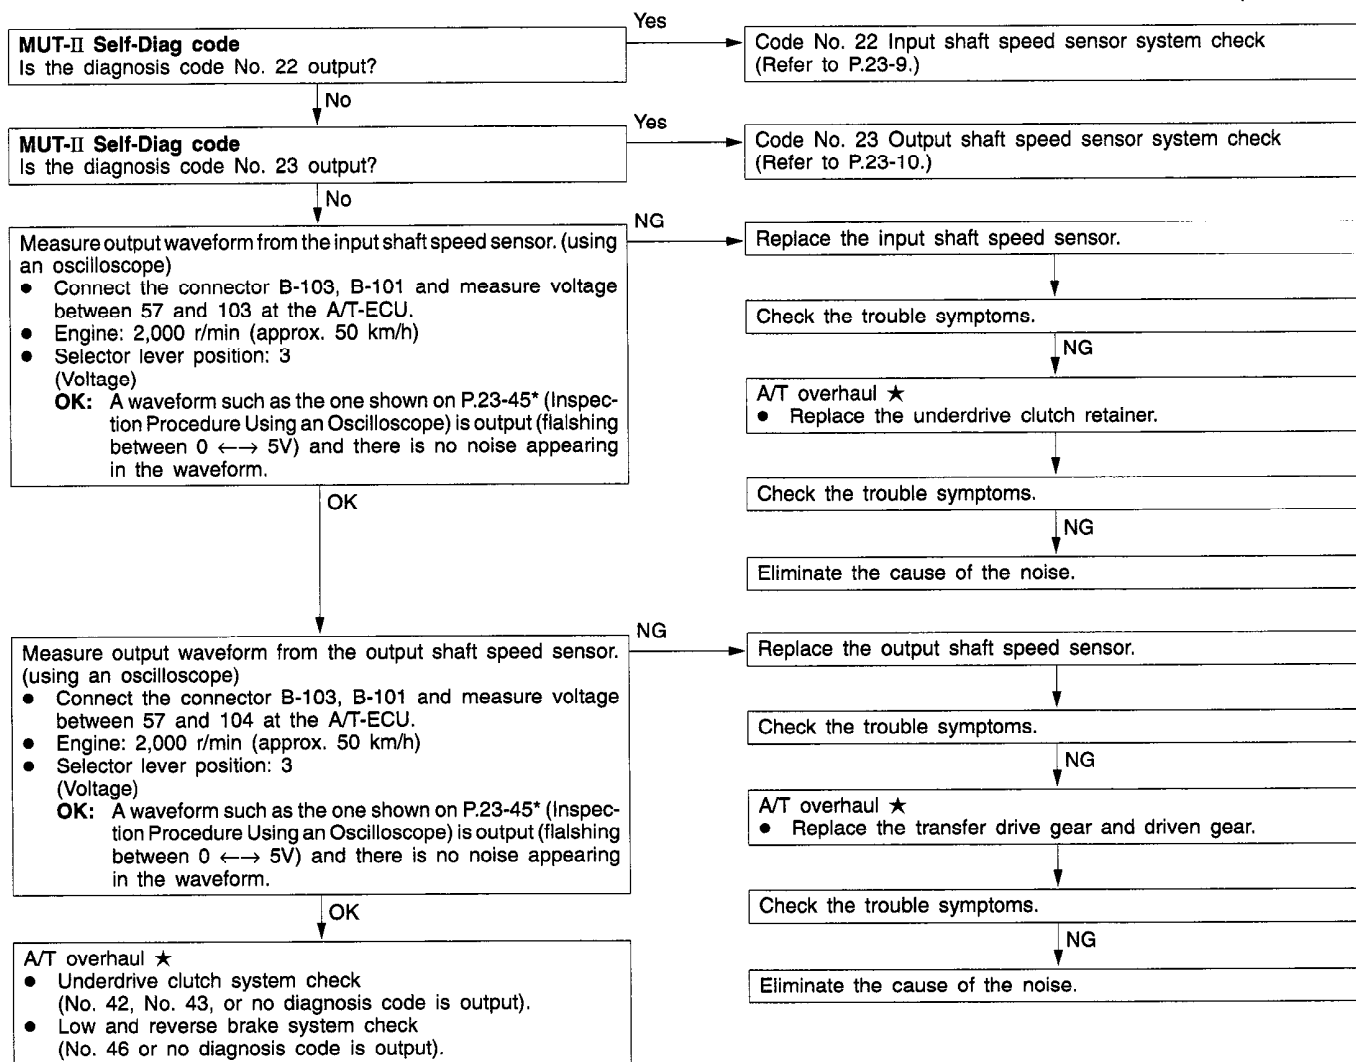 MUT-II Self-Diag code
Is the diagnosis code No. 22 output?
Yes
Code No. 22 Input shaft speed sensor system check
(Refer to P.23-9.)
No
MUT-II Self-Diag code
Is the diagnosis code No. 23 output?
Yes
Code No. 23 Output shaft speed sensor system check
(Refer to P.23-10.)
No
Measure output waveform from the input shaft speed sensor. (using
an oscilloscope)
● Connect the connector B-103, B-101 and measure voltage
between 57 and 103 at the A/T-ECU.
● Engine: 2,000 r/min (approx. 50 km/h)
● Selector lever position: 3
(Voltage)
OK: A waveform such as the one shown on P.23-45* (Inspec-
tion Procedure Using an Oscilloscope) is output (flalshing
between 0 ←→ 5V) and there is no noise appearing
in the waveform.
NG
Replace the input shaft speed sensor.
Check the trouble symptoms.
NG
A/T overhaul ★
● Replace the underdrive clutch retainer.
Check the trouble symptoms.
NG
Eliminate the cause of the noise.
OK
Measure output waveform from the output shaft speed sensor.
(using an oscilloscope)
● Connect the connector B-103, B-101 and measure voltage
between 57 and 104 at the A/T-ECU.
● Engine: 2,000 r/min (approx. 50 km/h)
● Selector lever position: 3
(Voltage)
OK: A waveform such as the one shown on P.23-45* (Inspec-
tion Procedure Using an Oscilloscope) is output (flalshing
between 0 ←→ 5V) and there is no noise appearing
in the waveform.
NG
Replace the output shaft speed sensor.
Check the trouble symptoms.
NG
A/T overhaul ★
● Replace the transfer drive gear and driven gear.
Check the trouble symptoms.
NG
Eliminate the cause of the noise.
OK
A/T overhaul ★
● Underdrive clutch system check
(No. 42, No. 43, or no diagnosis code is output).
● Low and reverse brake system check
(No. 46 or no diagnosis code is output).